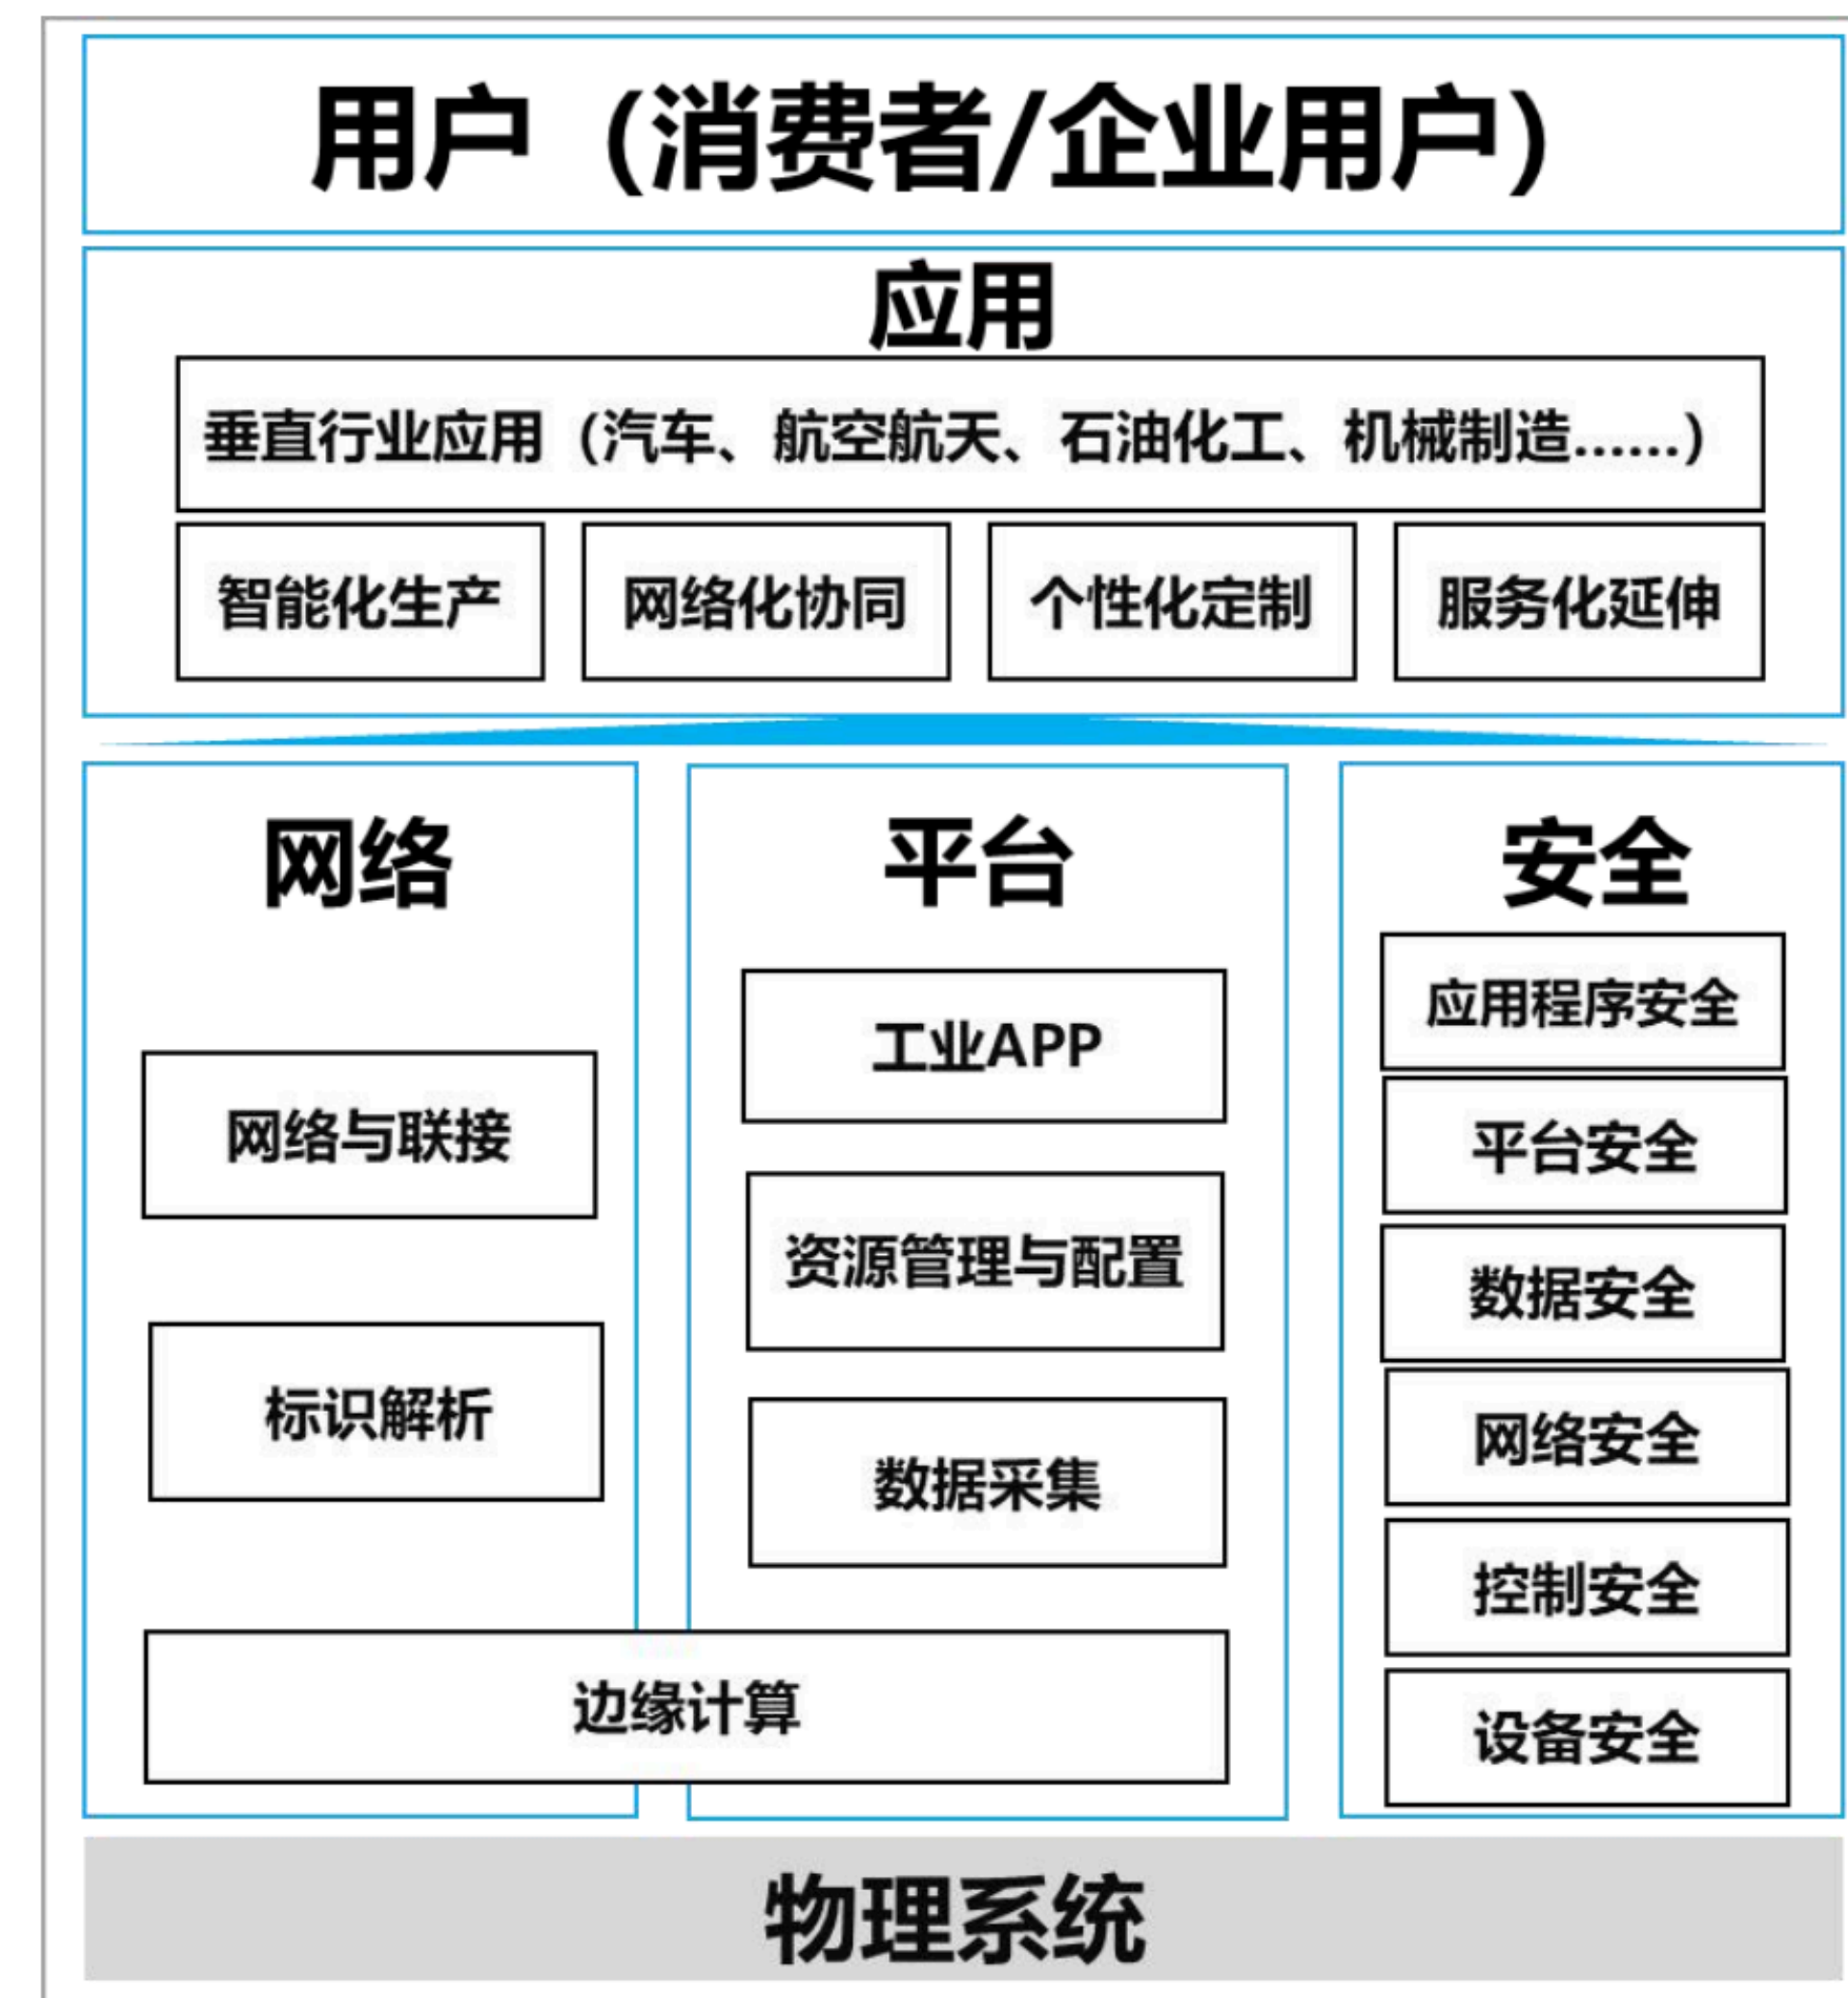 用户（消费者/企业用户）
应用
垂直行业应用（汽车、航空航天、石油化工、机械制造……）
智能化生产
网络化协同
个性化定制
服务化延伸
网络
网络与联接
标识解析
平台
工业APP
资源管理与配置
数据采集
边缘计算
安全
应用程序安全
平台安全
数据安全
网络安全
控制安全
设备安全
物理系统